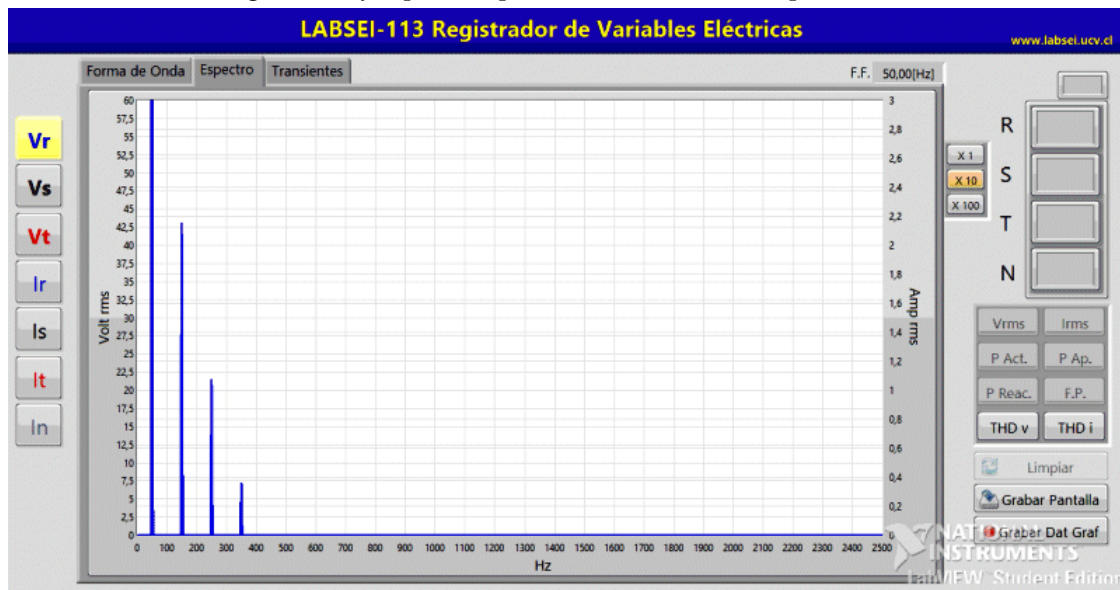 LABSEI-113 Registrador de Variables Eléctricas
www.labsei.ucv.cl
Forma de Onda
Espectro
Transientes
F.F. 50,00[Hz]
Vr
Vs
Vt
Ir
Is
It
In
Volt rms
60
57,5
55
52,5
50
47,5
45
42,5
40
37,5
35
32,5
30
27,5
25
22,5
20
17,5
15
12,5
10
7,5
5
2,5
0
0 100 200 300 400 500 600 700 800 900 1000 1100 1200 1300 1400 1500 1600 1700 1800 1900 2000 2100 2200 2300 2400 2500
Hz
3
2,8
2,6
2,4
2,2
2
1,8
1,6
1,4
1,2
1
0,8
0,6
0,4
0,2
0
Amp rms
X 1
X 10
X 100
R
S
T
N
Vrms Irms
P Act. P Ap.
P Reac. F.P.
THD v THD i
Limpiar
Grabar Pantalla
Grabar Dat Graf
NATIONAL
INSTRUMENTS
LabVIEW Student Edition